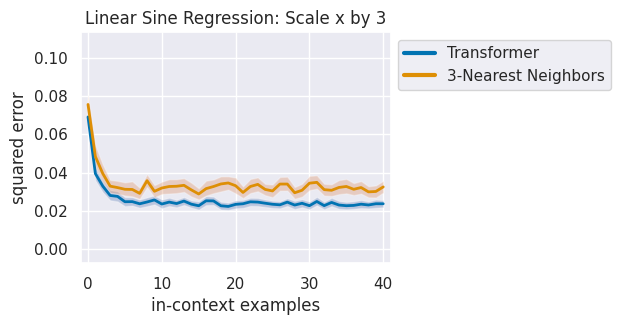 Linear Sine Regression: Scale x by 3
squared error
0.10
0.08
0.06
0.04
0.02
0.00
0 10 20 30 40
in-context examples
Transformer
3-Nearest Neighbors